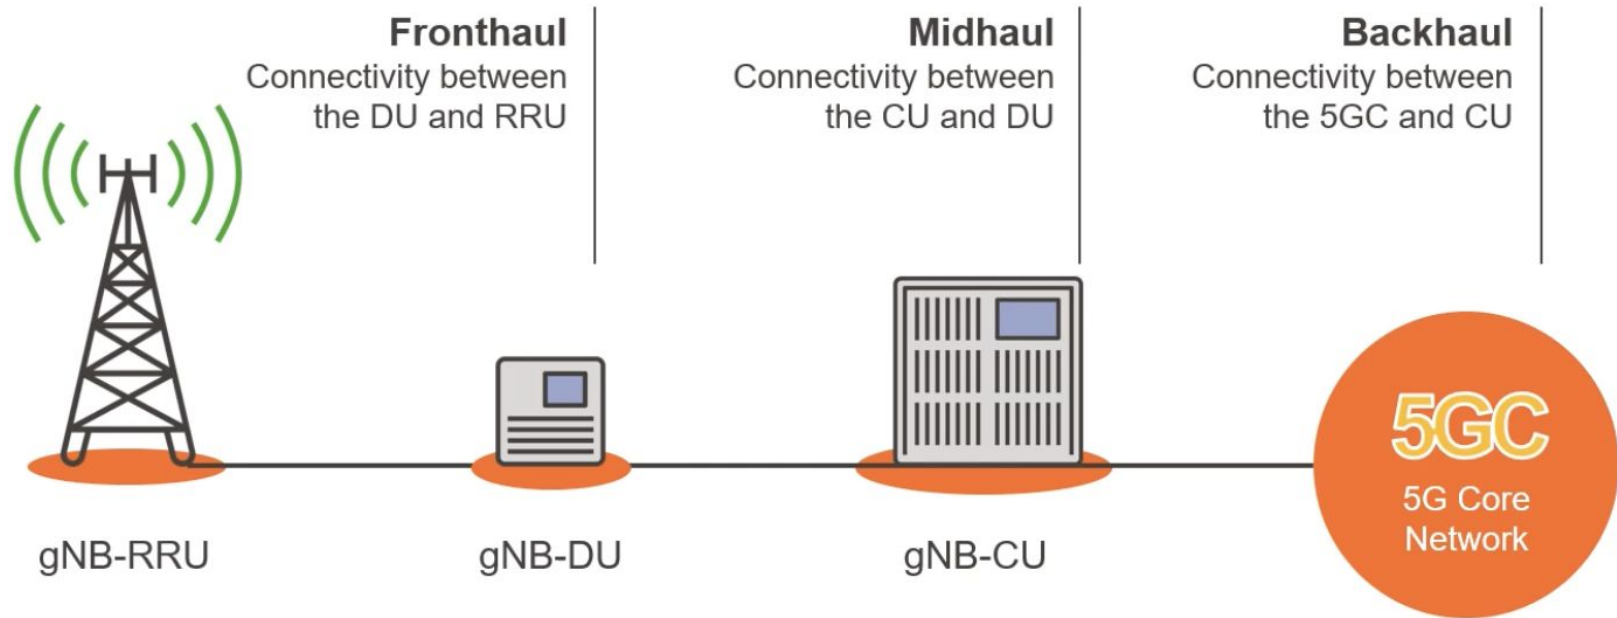 Fronthaul
Connectivity between
the DU and RRU
Midhaul
Connectivity between
the CU and DU
Backhaul
Connectivity between
the 5GC and CU
5GC
5G Core
Network
gNB-RRU
gNB-DU
gNB-CU